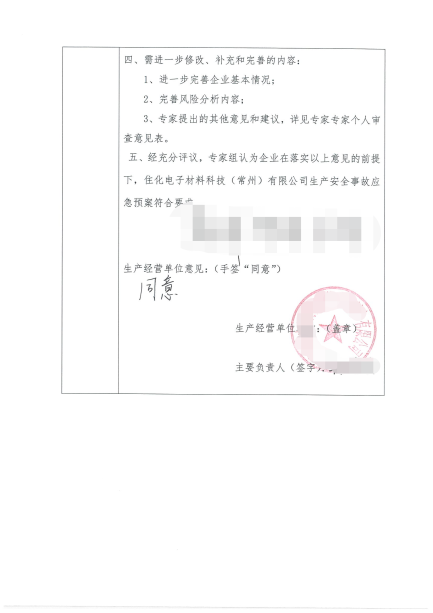 四、需进一步修改、补充和完善的内容：
1、进一步完善企业基本情况；
2、完善风险分析内容；
3、专家提出的其他意见和建议，详见专家专家个人审
查意见表。
五、经充分评议，专家组认为企业在落实以上意见的前提
下，住化电子材料科技（常州）有限公司生产安全事故应
急预案符合要求
生产经营单位意见：（手签“同意”）
同意
生产经营单位：（盖章）
主要负责人（签字